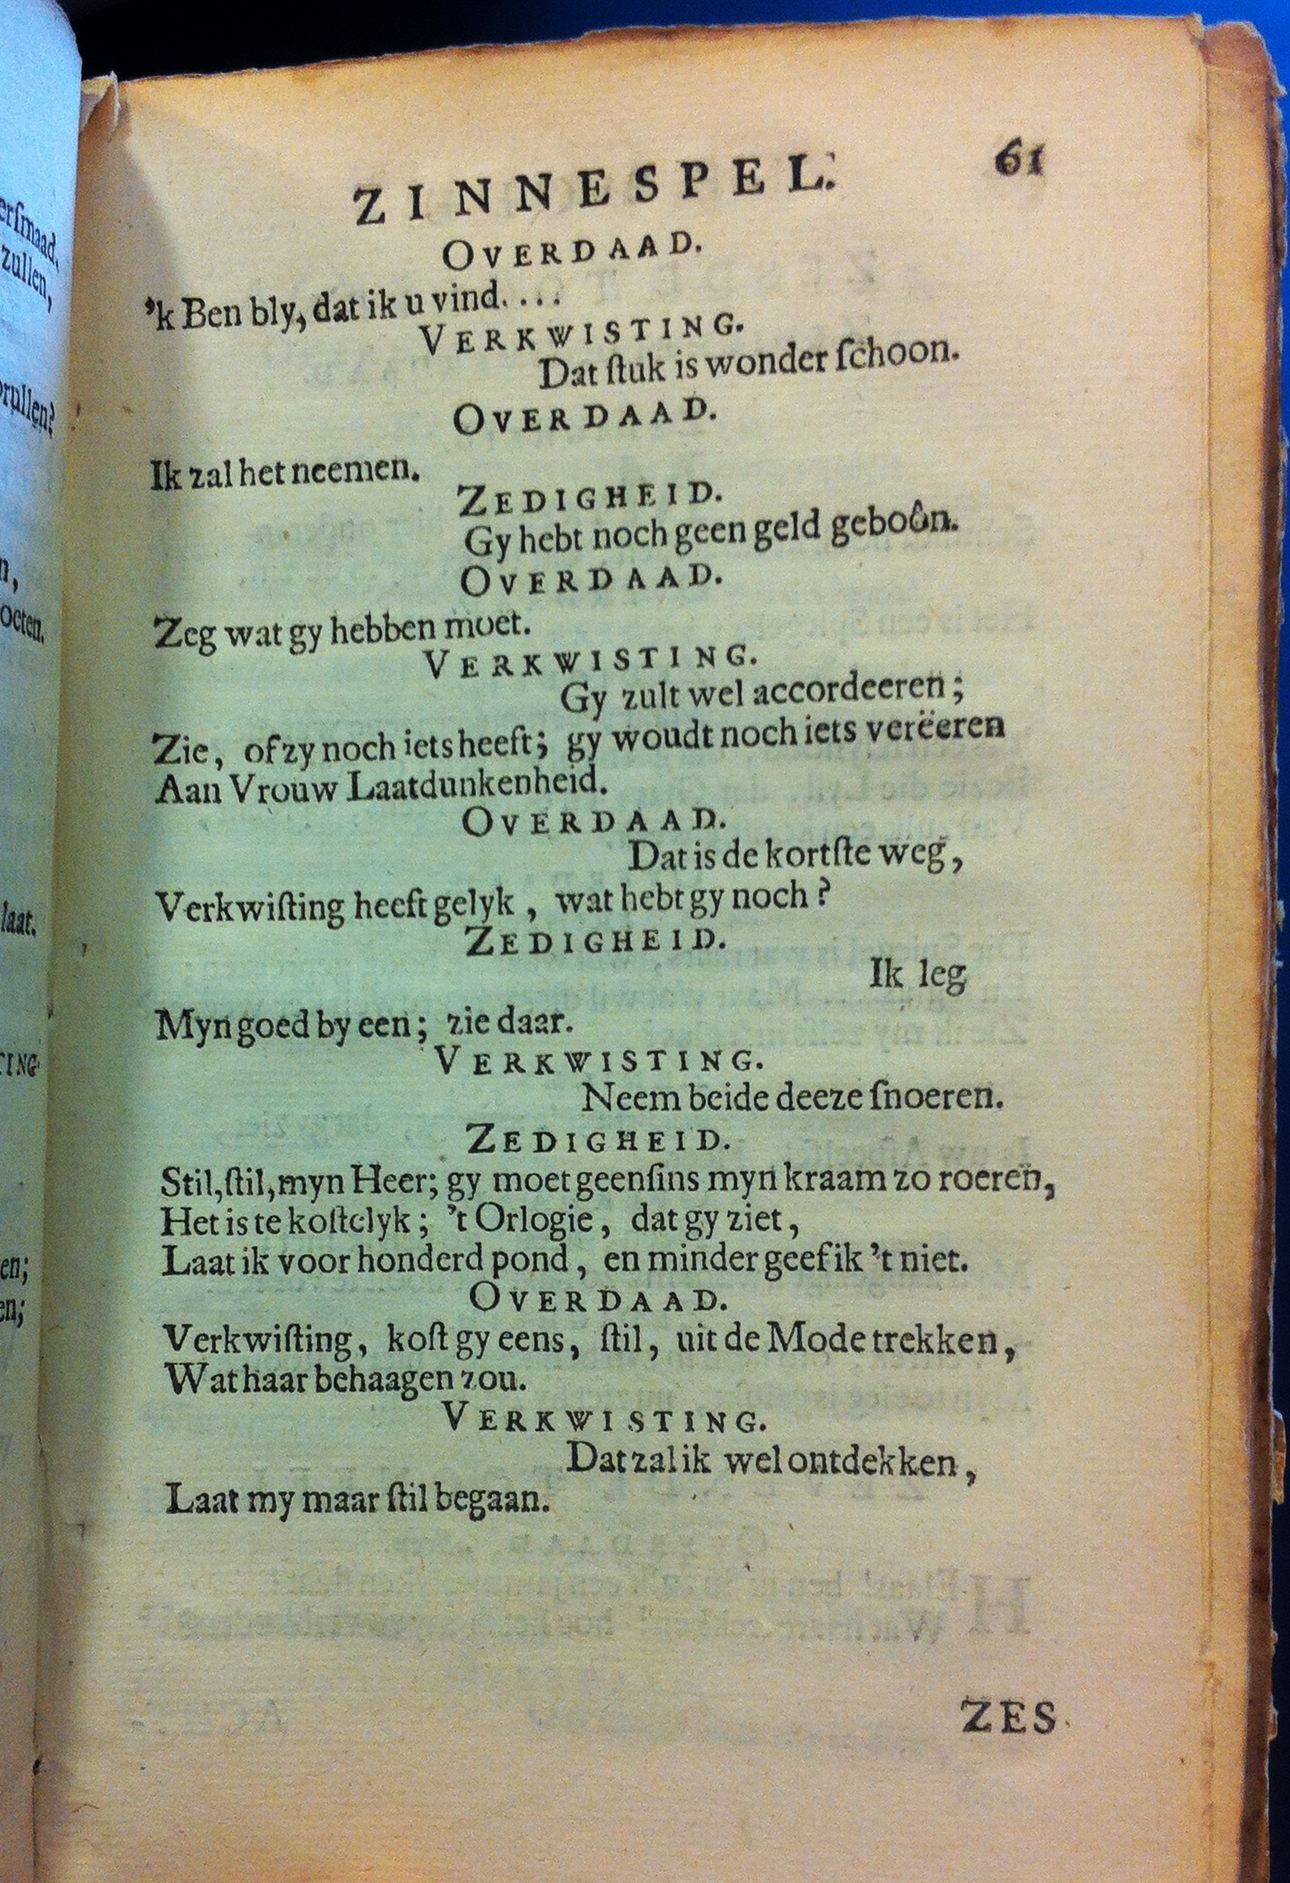 ZINNESPEL. 61
OVERDAAD.
'k Ben bly, dat ik u vind....
VERKWISTING.
Dat ſtuk is wonder ſchoon.
OVERDAAD.
Ik zal het neemen.
ZEDIGHEID.
Gy hebt noch geen geld geboôn.
OVERDAAD.
Zeg wat gy hebben moet.
VERKWISTING.
Gy zult wel accordeeren;
Zie, of zy noch iets heeft; gy woudt noch iets verëeren
Aan Vrouw Laatdunkenheid.
OVERDAAD.
Dat is de kortſte weg,
Verkwiſting heeft gelyk, wat hebt gy noch?
ZEDIGHEID.
Ik leg
Myn goed by een; zie daar.
VERKWISTING.
Neem beide deeze ſnoeren.
ZEDIGHEID.
Stil, ſtil, myn Heer; gy moet geenſins myn kraam zo roeren,
Het is te koſtelyk; 't Orlogie, dat gy ziet,
Laat ik voor honderd pond, en minder geef ik 't niet.
OVERDAAD.
Verkwiſting, koſt gy eens, ſtil, uit de Mode trekken,
Wat haar behaagen zou.
VERKWISTING.
Dat zal ik wel ontdekken,
Laat my maar ſtil begaan.
ZES